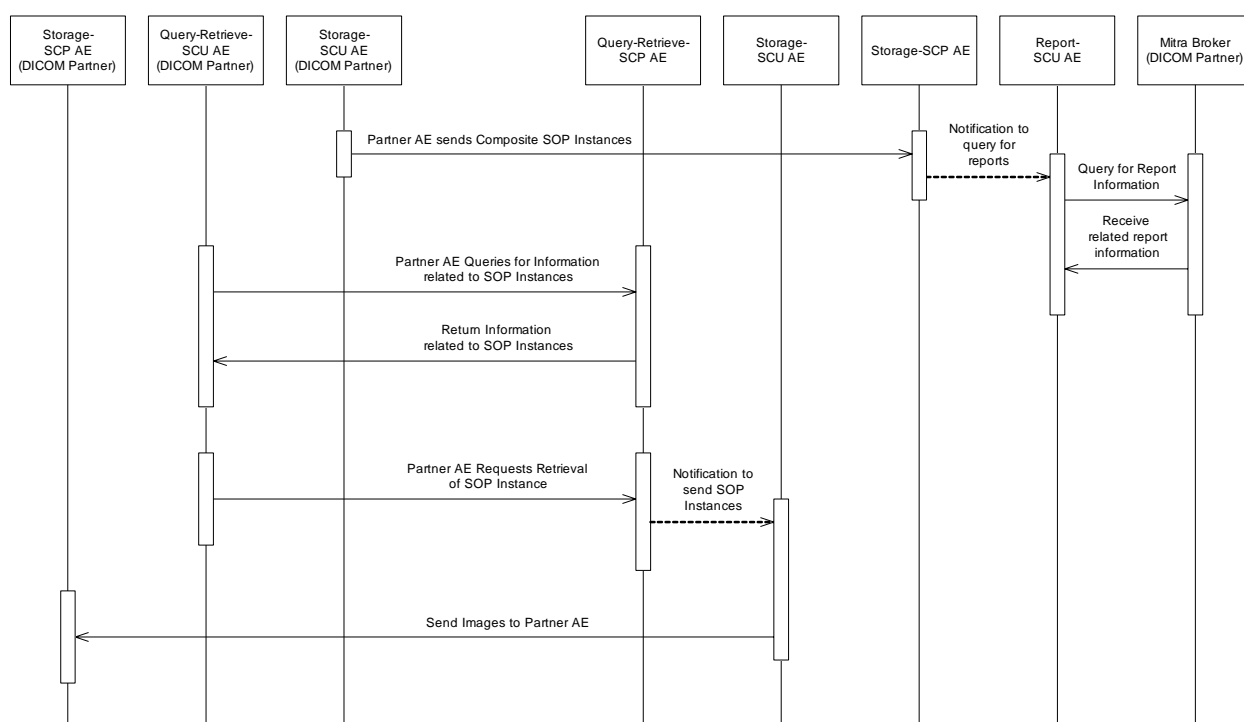 Storage-
SCP AE
(DICOM Partner)
Query-Retrieve-
SCU AE
(DICOM Partner)
Storage-
SCU AE
(DICOM Partner)
Query-Retrieve-
SCP AE
Storage-
SCU AE
Storage-SCP AE
Report-
SCU AE
Mitra Broker
(DICOM Partner)
Partner AE sends Composite SOP Instances
Notification to
query for
reports
Query for Report
Information
Receive
related report
information
Partner AE Queries for Information
related to SOP Instances
Return Information
related to SOP Instances
Partner AE Requests Retrieval
of SOP Instance
Notification to
send SOP
Instances
Send Images to Partner AE